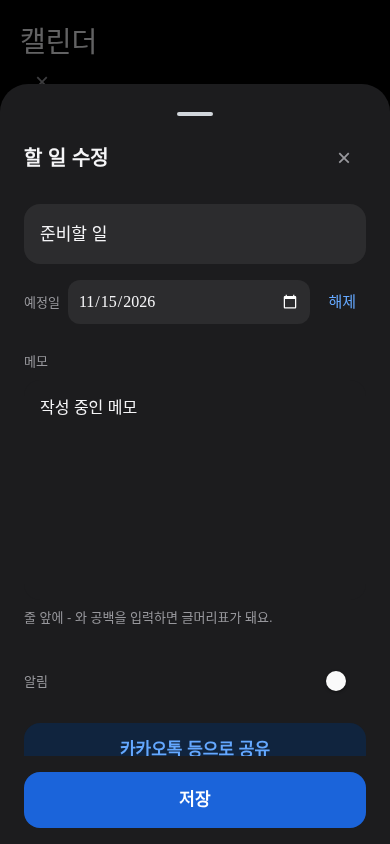 캘린더
할 일 수정
준비할 일
예정일 11/15/2026 해제
메모
작성 중인 메모
줄 앞에 - 와 공백을 입력하면 글머리표가 돼요.
알림
카카오톡 등으로 공유
저장